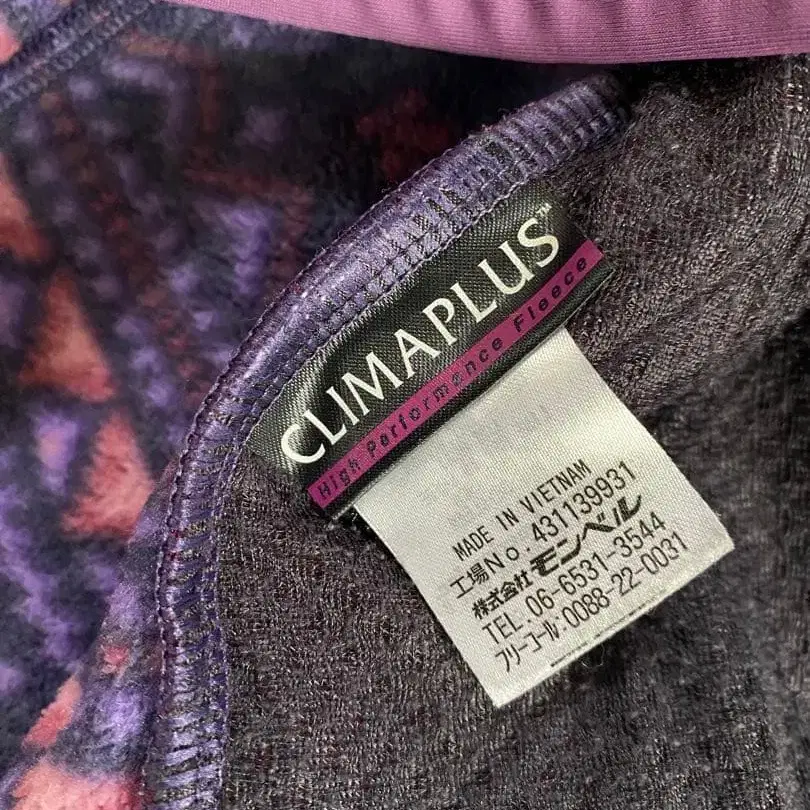 CLIMAPLUS™
High Performance Fleece
MADE IN VIETNAM
工場No. 431139931
株式会社モンベル
TEL. 06-6531-3544
フリーコール:0088-22-0031